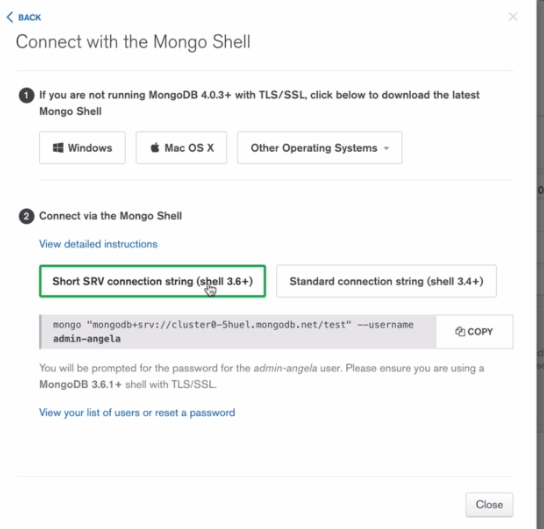 BACK
Connect with the Mongo Shell
1 If you are not running MongoDB 4.0.3+ with TLS/SSL, click below to download the latest
Mongo Shell
Windows
Mac OS X
Other Operating Systems
2 Connect via the Mongo Shell
View detailed instructions
Short SRV connection string (shell 3.6+)
Standard connection string (shell 3.4+)
mongo "mongodb+srv://cluster0-5huel.mongodb.net/test" --username
admin-angela
COPY
You will be prompted for the password for the admin-angela user. Please ensure you are using a
MongoDB 3.6.1+ shell with TLS/SSL.
View your list of users or reset a password
Close